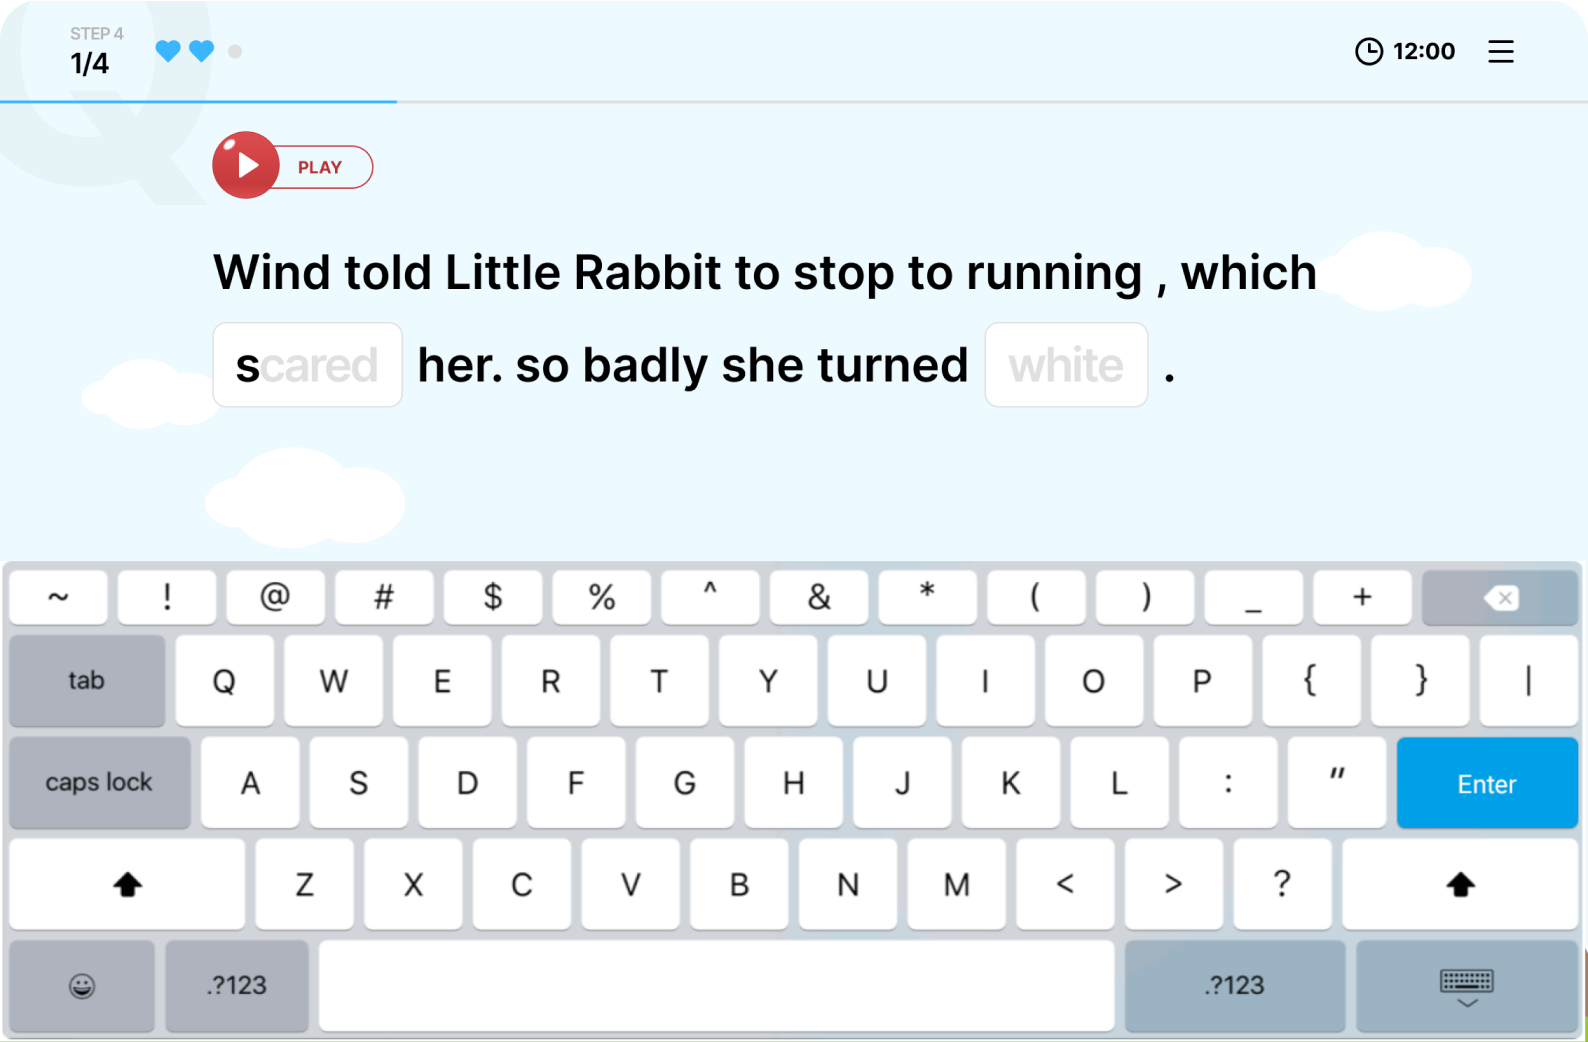 STEP 4
1/4
12:00
PLAY
Wind told Little Rabbit to stop to running , which
scared her. so badly she turned white .
~ ! @ # $ % ^ & * ( ) _ +
tab Q W E R T Y U I O P { } |
caps lock A S D F G H J K L : " Enter
Z X C V B N M < > ?
.?123 .?123